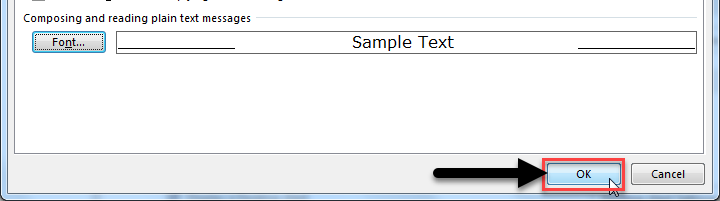 Composing and reading plain text messages
Font...
Sample Text
OK
Cancel